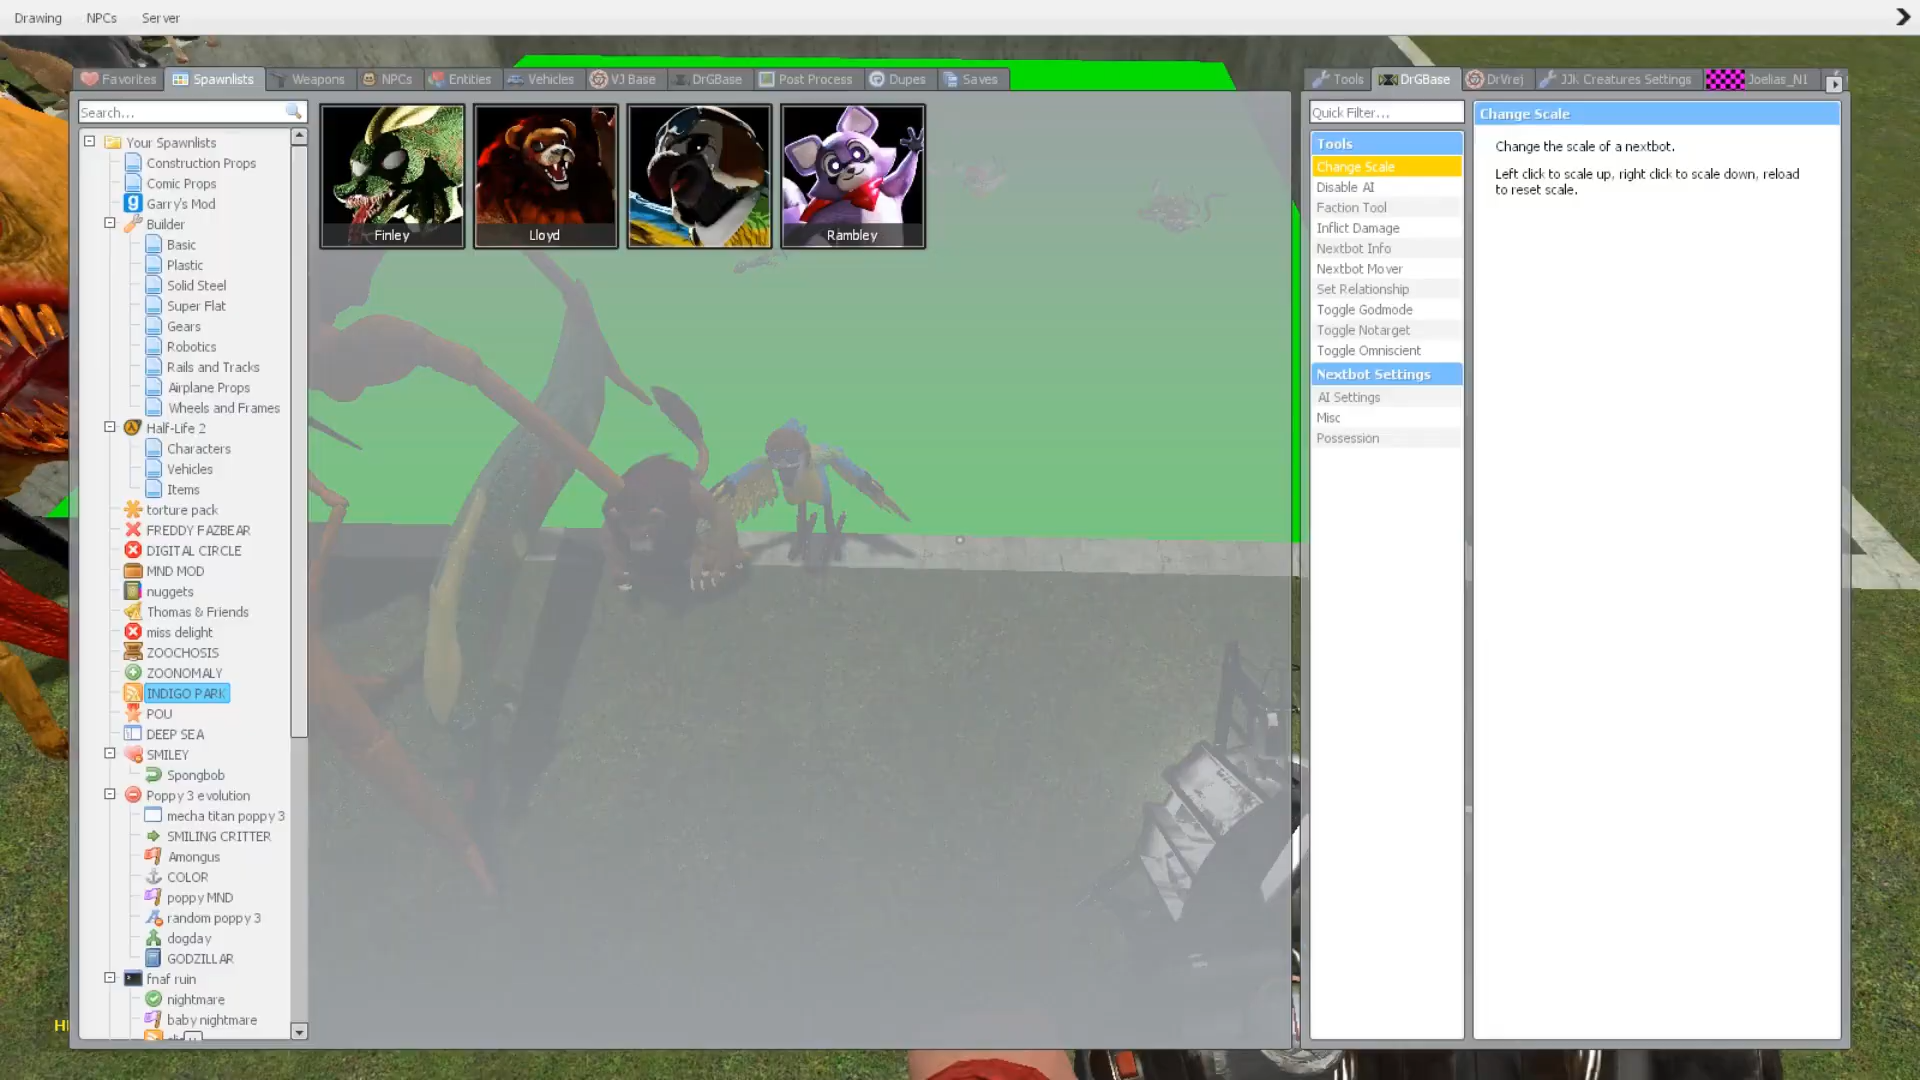 Drawing NPCs Server
Favorites Spawnlists Weapons NPCs Entities Vehicles VJ Base DrGBase Post Process Dupes Saves
Tools DrGBase DrVrej JJK Creatures Settings Joelias_N1
Search...
Your Spawnlists
Construction Props
Comic Props
Garry's Mod
Builder
Basic
Plastic
Solid Steel
Super Flat
Gears
Robotics
Rails and Tracks
Airplane Props
Wheels and Frames
Half-Life 2
Characters
Vehicles
Items
torture pack
FREDDY FAZBEAR
DIGITAL CIRCLE
MND MOD
nuggets
Thomas & Friends
miss delight
ZOOCHOSIS
ZOONOMALY
INDIGO PARK
POU
DEEP SEA
SMILEY
Spongbob
Poppy 3 evolution
mecha titan poppy 3
SMILING CRITTER
Amongus
COLOR
poppy MND
random poppy 3
dogday
GODZILLAR
fnaf ruin
nightmare
baby nightmare
Finley
Lloyd
Rambley
Quick Filter...
Tools
Change Scale
Disable AI
Faction Tool
Inflict Damage
Nextbot Info
Nextbot Mover
Set Relationship
Toggle Godmode
Toggle Notarget
Toggle Omniscient
Nextbot Settings
AI Settings
Misc
Possession
Change Scale
Change the scale of a nextbot.
Left click to scale up, right click to scale down, reload
to reset scale.